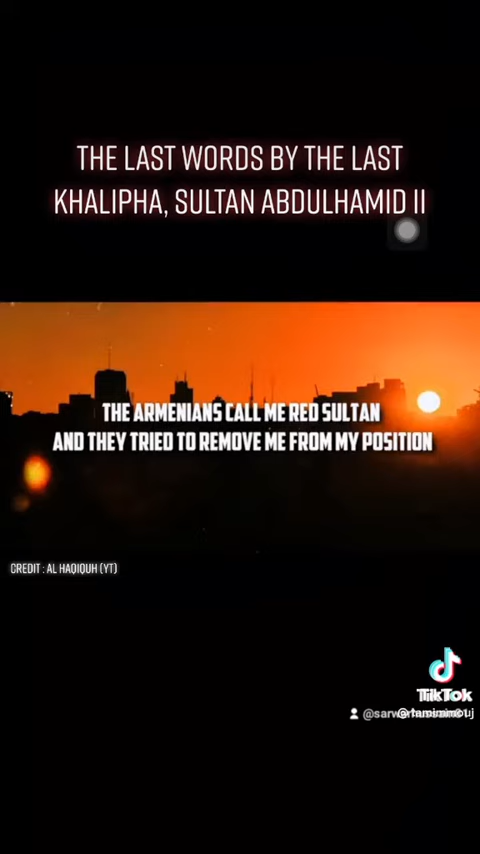 THE LAST WORDS BY THE LAST
KHALIPHA, SULTAN ABDULHAMID II
THE ARMENIANS CALL ME RED SULTAN
AND THEY TRIED TO REMOVE ME FROM MY POSITION
CREDIT : AL HAQIQUH (YT)
TikTok